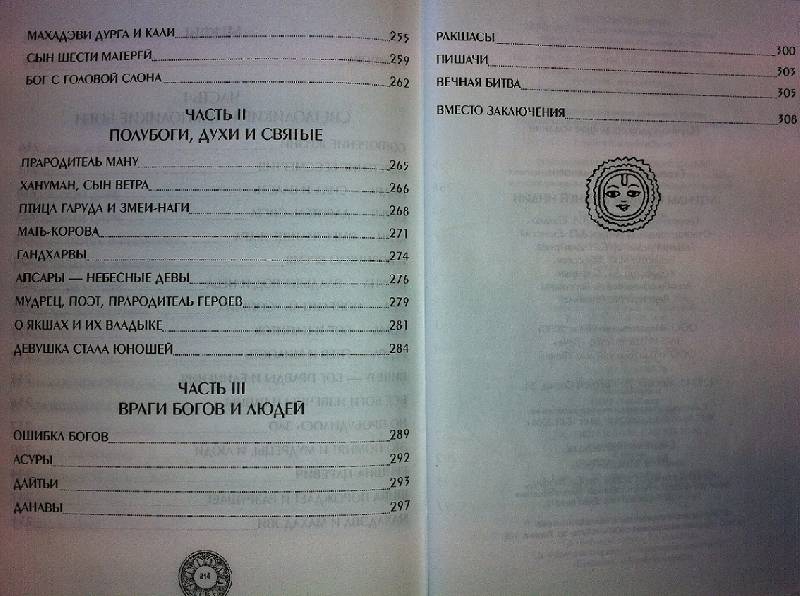 МАХАДЭВИ ДУРГА И КАЛИ 255
СЫН ШЕСТИ МАТЕРЕЙ 259
БОГ С ГОЛОВОЙ СЛОНА 262
ЧАСТЬ II
ПОЛУБОГИ, ДУХИ И СВЯТЫЕ
ПРАРОДИТЕЛЬ МАНУ 265
ХАНУМАН, СЫН ВЕТРА 266
ПТИЦА ГАРУДА И ЗМЕИ-НАГИ 268
МАТЬ-КОРОВА 271
ГАНДХАРВЫ 274
АПСАРЫ — НЕБЕСНЫЕ ДЕВЫ 276
МУДРЕЦ, ПОЭТ, ПРАРОДИТЕЛЬ ГЕРОЕВ 279
О ЯКШАХ И ИХ ВЛАДЫКЕ 281
ДЕВУШКА СТАЛА ЮНОШЕЙ 284
ЧАСТЬ III
ВРАГИ БОГОВ И ЛЮДЕЙ
ОШИБКА БОГОВ 289
АСУРЫ 292
ДАЙТЬИ 293
ДАНАВЫ 297
РАКШАСЫ 300
ПИШАЧИ 303
ВЕЧНАЯ БИТВА 305
ВМЕСТО ЗАКЛЮЧЕНИЯ 308